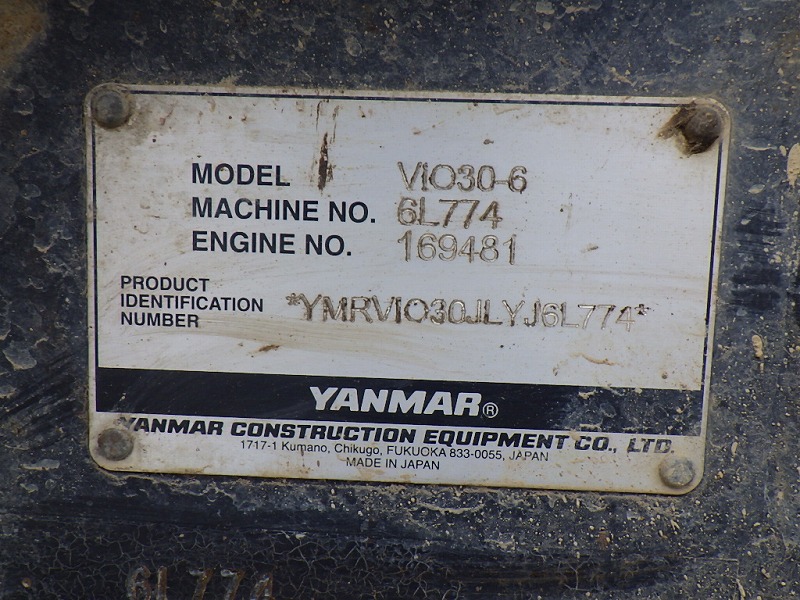 MODEL VIO30-6
MACHINE NO. 6L774
ENGINE NO. 169481
PRODUCT
IDENTIFICATION
NUMBER
*YMRVIO30JLYJ6L774*
YANMAR®
YANMAR CONSTRUCTION EQUIPMENT CO., LTD.
1717-1 Kumano, Chikugo, FUKUOKA 833-0055, JAPAN
MADE IN JAPAN
6L774